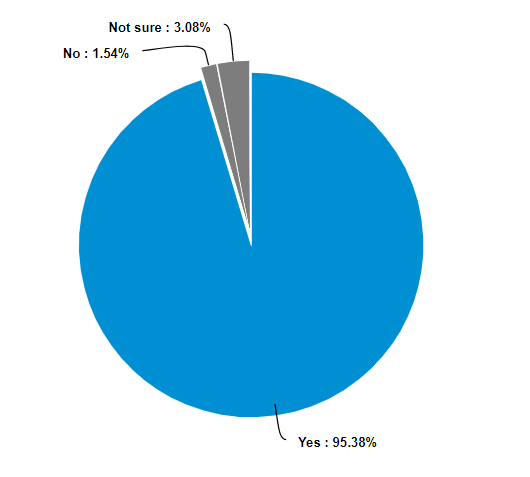 Not sure : 3.08%
No : 1.54%
Yes : 95.38%